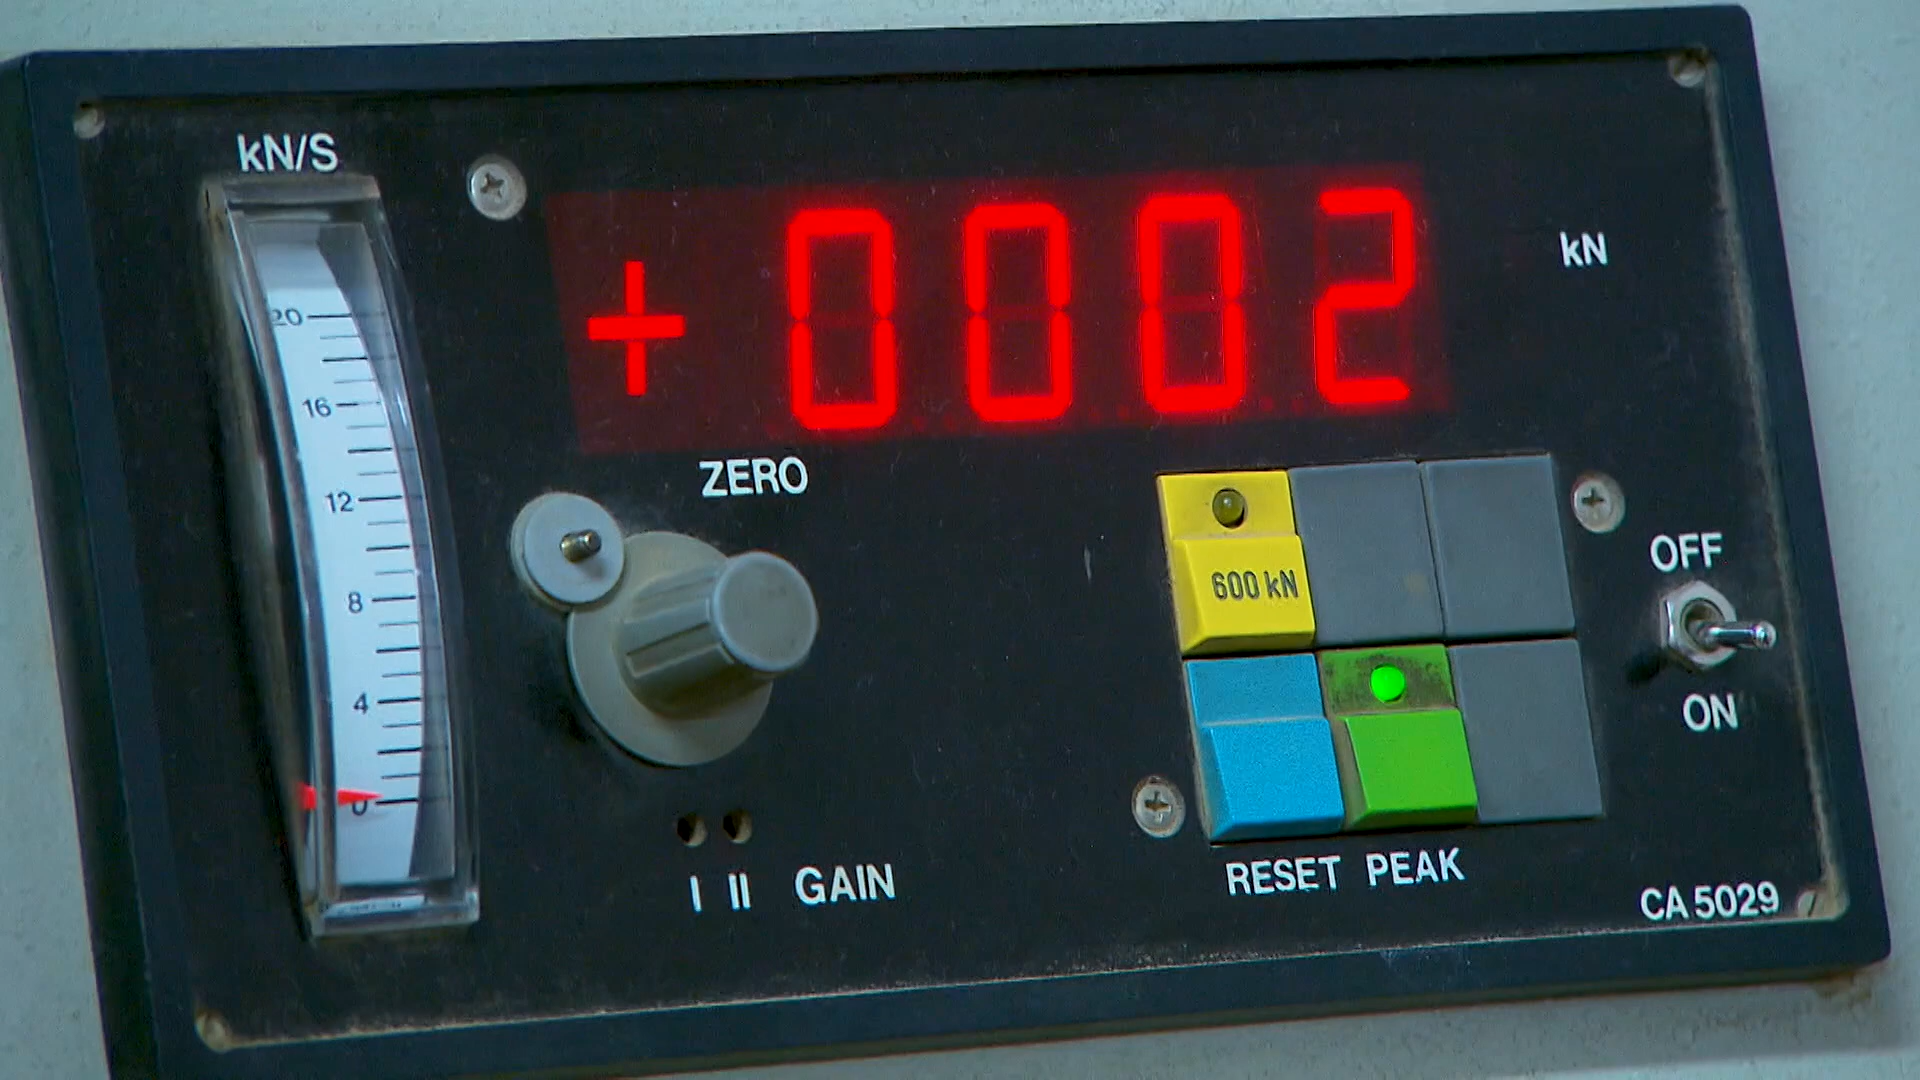 kN/S
+0002
kN
20
16
12
8
4
0
ZERO
600 kN
OFF
ON
I II GAIN
RESET PEAK
CA 5029